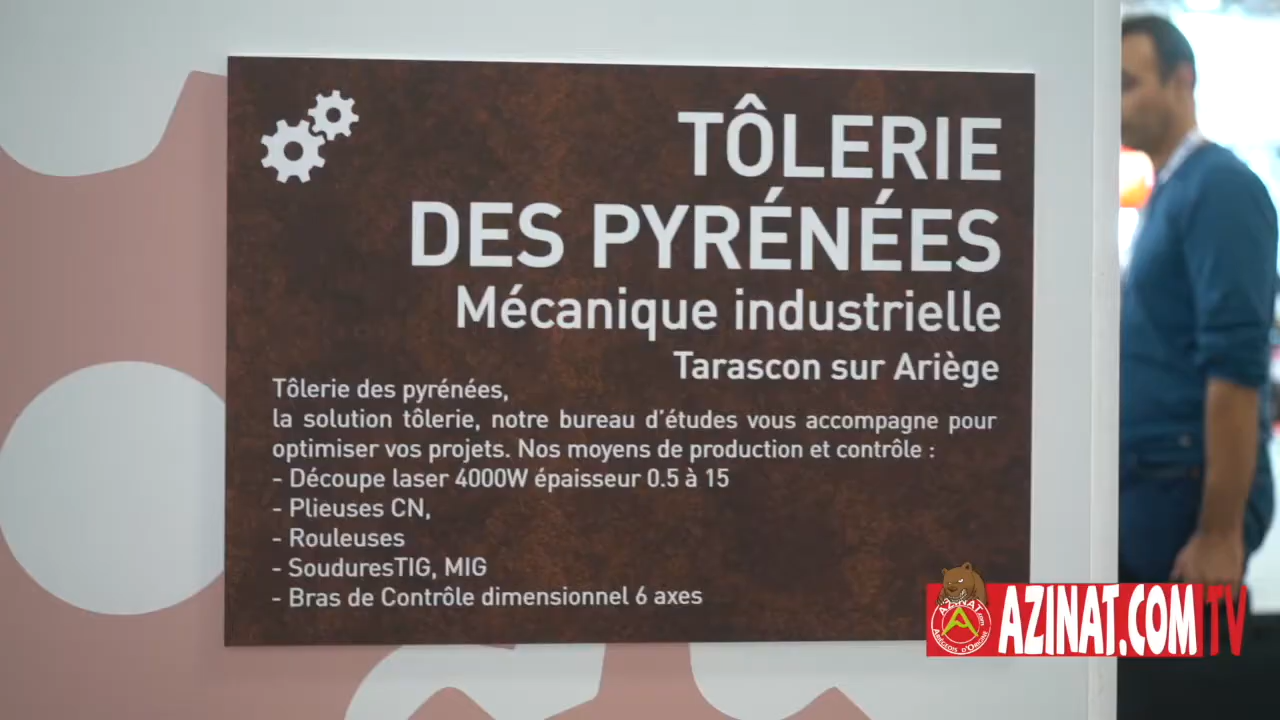 TÔLERIE
DES PYRÉNÉES
Mécanique industrielle
Tarascon sur Ariège
Tôlerie des pyrénées,
la solution tôlerie, notre bureau d'études vous accompagne pour
optimiser vos projets. Nos moyens de production et contrôle :
- Découpe laser 4000W épaisseur 0.5 à 15
- Plieuses CN,
- Rouleuses
- SouduresTIG, MIG
- Bras de Contrôle dimensionnel 6 axes
AZINAT.COM TV
AZINAT.com